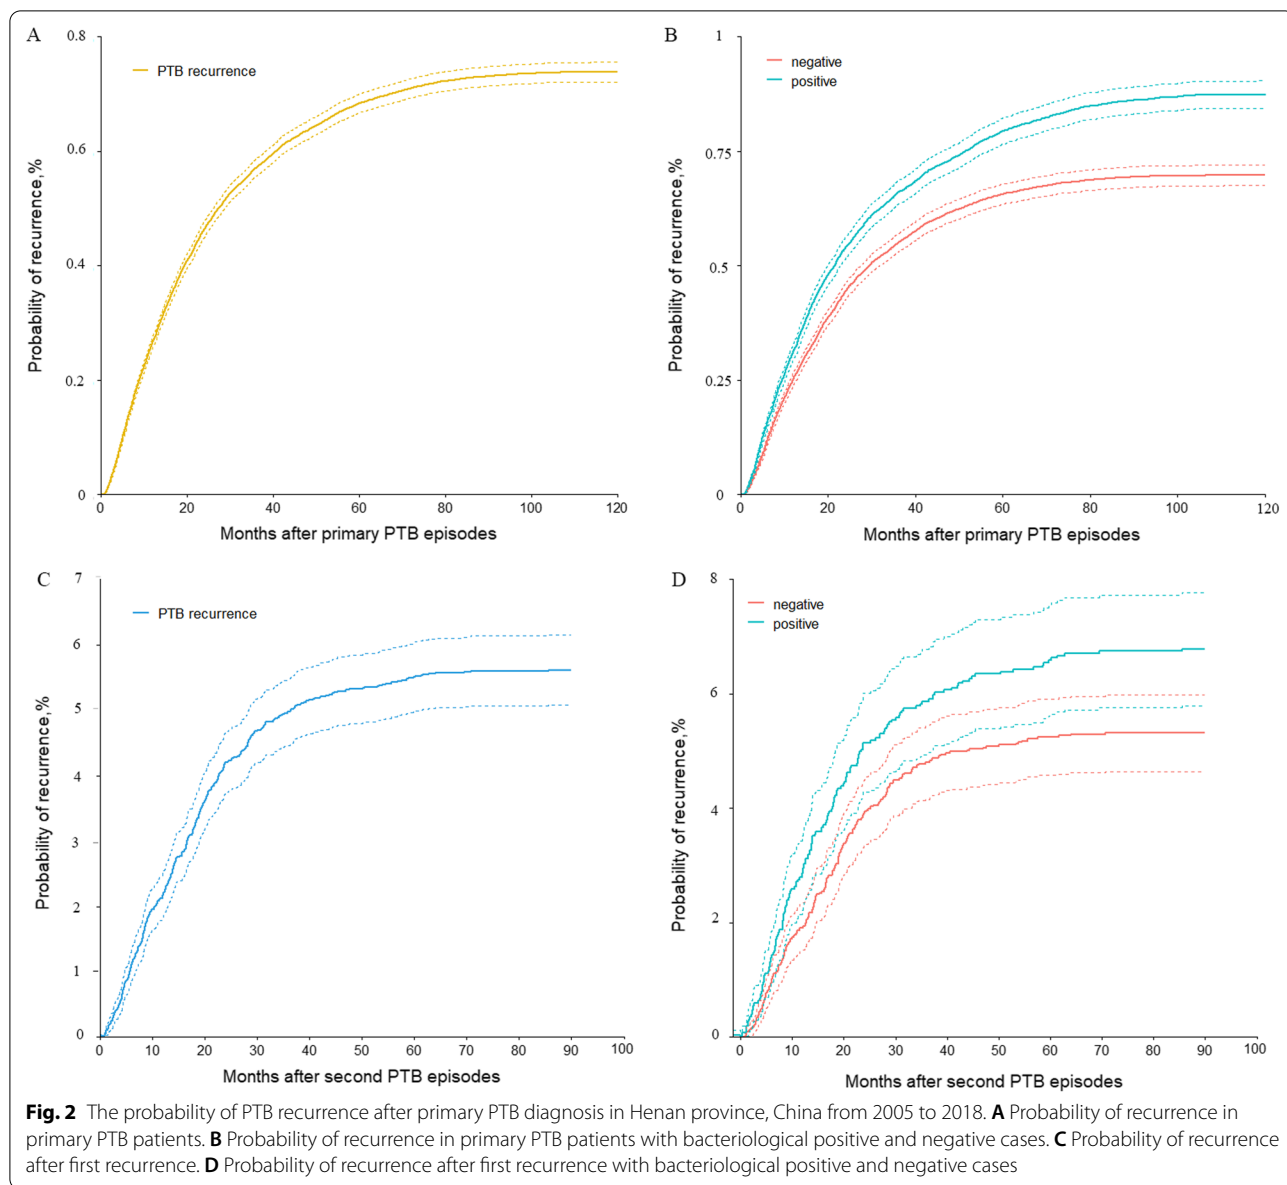 A
0.8
0.6
0.4
0.2
0
PTB recurrence
Probability of recurrence,%
0 20 40 60 80 100 120
Months after primary PTB episodes
B
1
0.75
0.5
0.25
0
negative
positive
Probability of recurrence,%
0 20 40 60 80 100 120
Months after primary PTB episodes
C
7
6
5
4
3
2
1
0
PTB recurrence
Probability of recurrence,%
0 10 20 30 40 50 60 70 80 90 100
Months after second PTB episodes
D
8
6
4
2
0
negative
positive
Probability of recurrence,%
0 10 20 30 40 50 60 70 80 90 100
Months after second PTB episodes
Fig. 2 The probability of PTB recurrence after primary PTB diagnosis in Henan province, China from 2005 to 2018. A Probability of recurrence in
primary PTB patients. B Probability of recurrence in primary PTB patients with bacteriological positive and negative cases. C Probability of recurrence
after first recurrence. D Probability of recurrence after first recurrence with bacteriological positive and negative cases